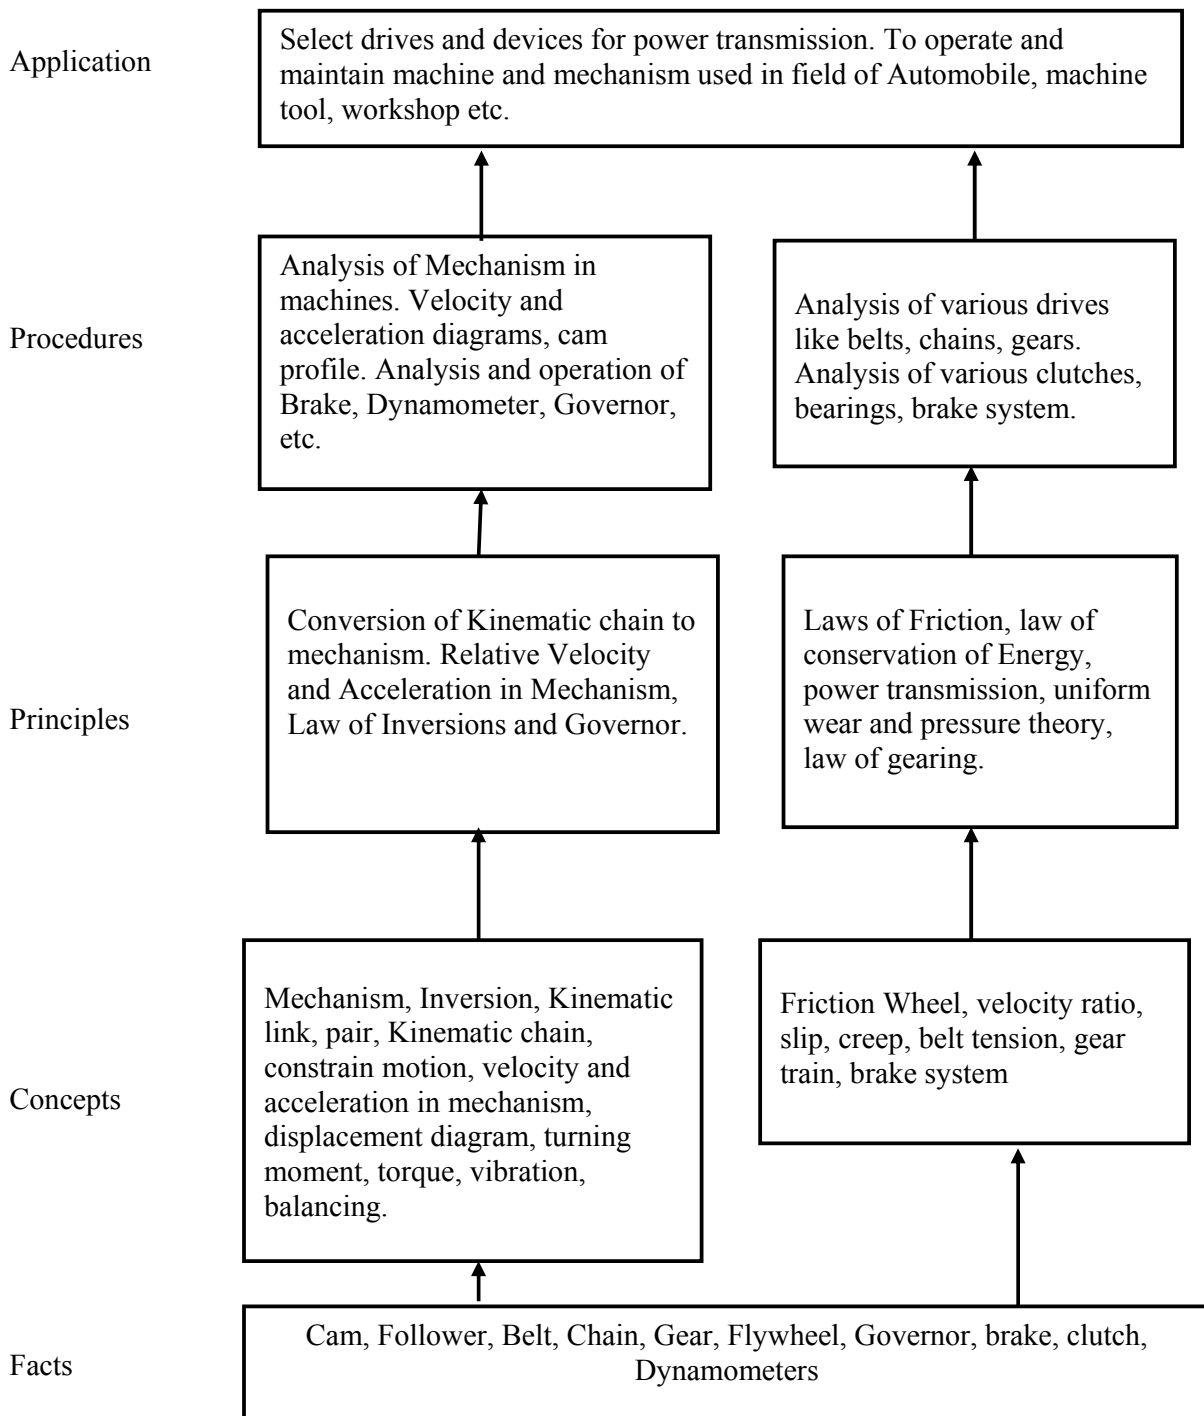 Application
Select drives and devices for power transmission. To operate and
maintain machine and mechanism used in field of Automobile, machine
tool, workshop etc.
Procedures
Analysis of Mechanism in
machines. Velocity and
acceleration diagrams, cam
profile. Analysis and operation of
Brake, Dynamometer, Governor,
etc.
Analysis of various drives
like belts, chains, gears.
Analysis of various clutches,
bearings, brake system.
Principles
Conversion of Kinematic chain to
mechanism. Relative Velocity
and Acceleration in Mechanism,
Law of Inversions and Governor.
Laws of Friction, law of
conservation of Energy,
power transmission, uniform
wear and pressure theory,
law of gearing.
Concepts
Mechanism, Inversion, Kinematic
link, pair, Kinematic chain,
constrain motion, velocity and
acceleration in mechanism,
displacement diagram, turning
moment, torque, vibration,
balancing.
Friction Wheel, velocity ratio,
slip, creep, belt tension, gear
train, brake system
Facts
Cam, Follower, Belt, Chain, Gear, Flywheel, Governor, brake, clutch,
Dynamometers